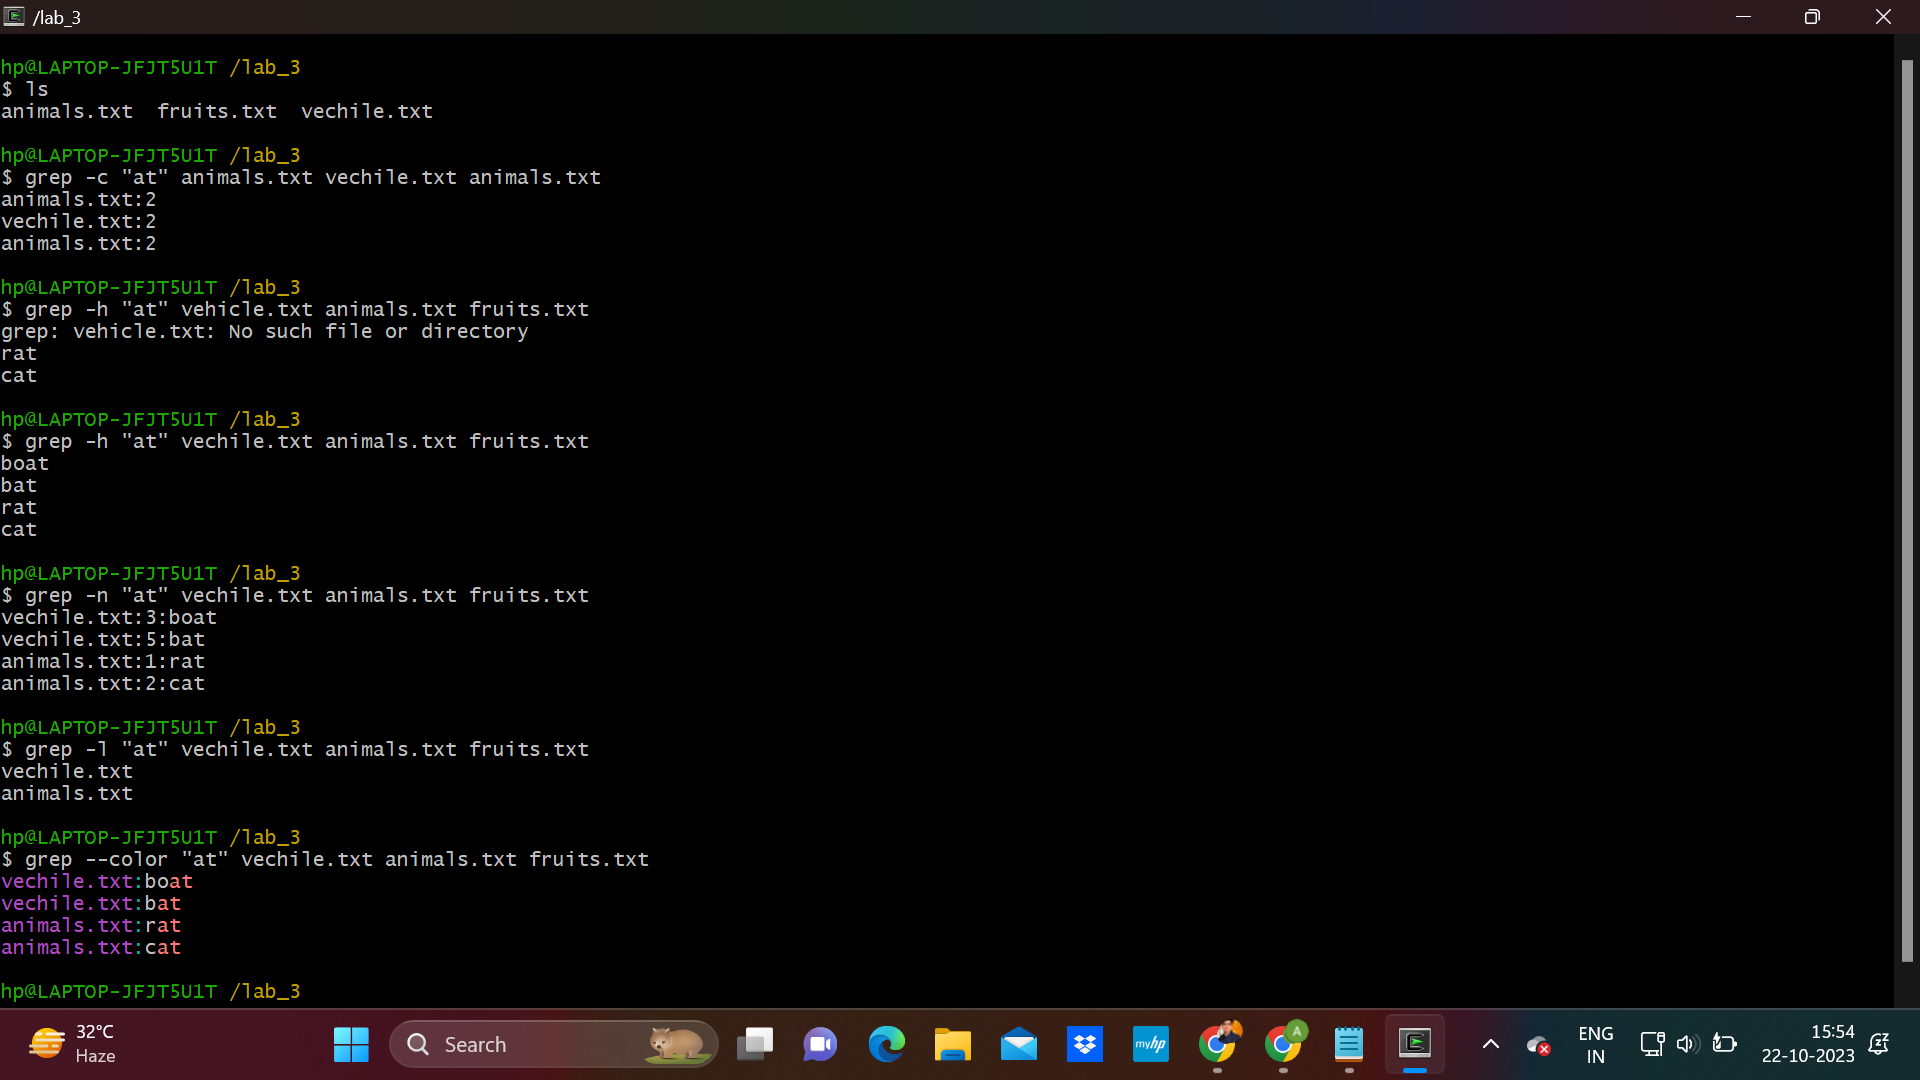 /lab_3
hp@LAPTOP-JFJT5U1T /lab_3
$ ls
animals.txt  fruits.txt  vechile.txt
hp@LAPTOP-JFJT5U1T /lab_3
$ grep -c "at" animals.txt vechile.txt animals.txt
animals.txt:2
vechile.txt:2
animals.txt:2
hp@LAPTOP-JFJT5U1T /lab_3
$ grep -h "at" vehicle.txt animals.txt fruits.txt
grep: vehicle.txt: No such file or directory
rat
cat
hp@LAPTOP-JFJT5U1T /lab_3
$ grep -h "at" vechile.txt animals.txt fruits.txt
boat
bat
rat
cat
hp@LAPTOP-JFJT5U1T /lab_3
$ grep -n "at" vechile.txt animals.txt fruits.txt
vechile.txt:3:boat
vechile.txt:5:bat
animals.txt:1:rat
animals.txt:2:cat
hp@LAPTOP-JFJT5U1T /lab_3
$ grep -l "at" vechile.txt animals.txt fruits.txt
vechile.txt
animals.txt
hp@LAPTOP-JFJT5U1T /lab_3
$ grep --color "at" vechile.txt animals.txt fruits.txt
vechile.txt:boat
vechile.txt:bat
animals.txt:rat
animals.txt:cat
hp@LAPTOP-JFJT5U1T /lab_3
32°C
Haze
Search
myhp
A
ENG
IN
15:54
22-10-2023